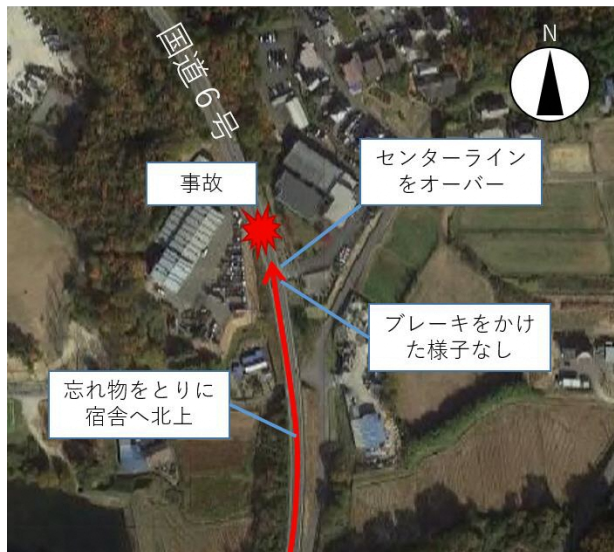 国道６号
N
センターライン
をオーバー
事故
ブレーキをかけ
た様子なし
忘れ物をとりに
宿舎へ北上